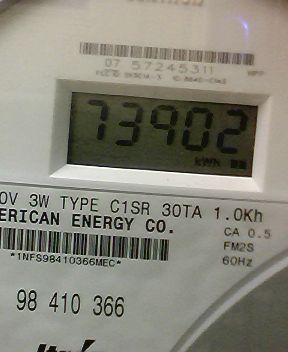 07 57245311
73902
kWh
0V 3W TYPE C1SR 30TA 1.0Kh
ERICAN ENERGY CO.
CA 0.5
FM2S
60Hz
*1NFS98410366MEC*
98 410 366